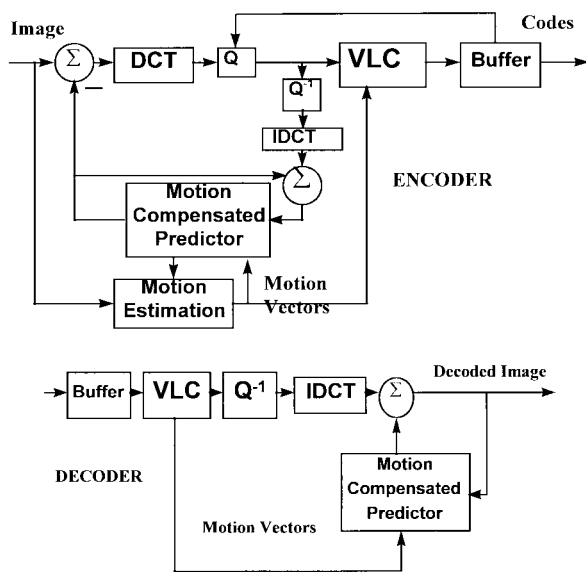 Image
Codes
Σ
DCT
Q
VLC
Buffer
−
Q-1
IDCT
Σ
ENCODER
Motion
Compensated
Predictor
Motion
Estimation
Motion
Vectors
Decoded Image
Buffer
VLC
Q-1
IDCT
Σ
DECODER
Motion
Compensated
Predictor
Motion Vectors